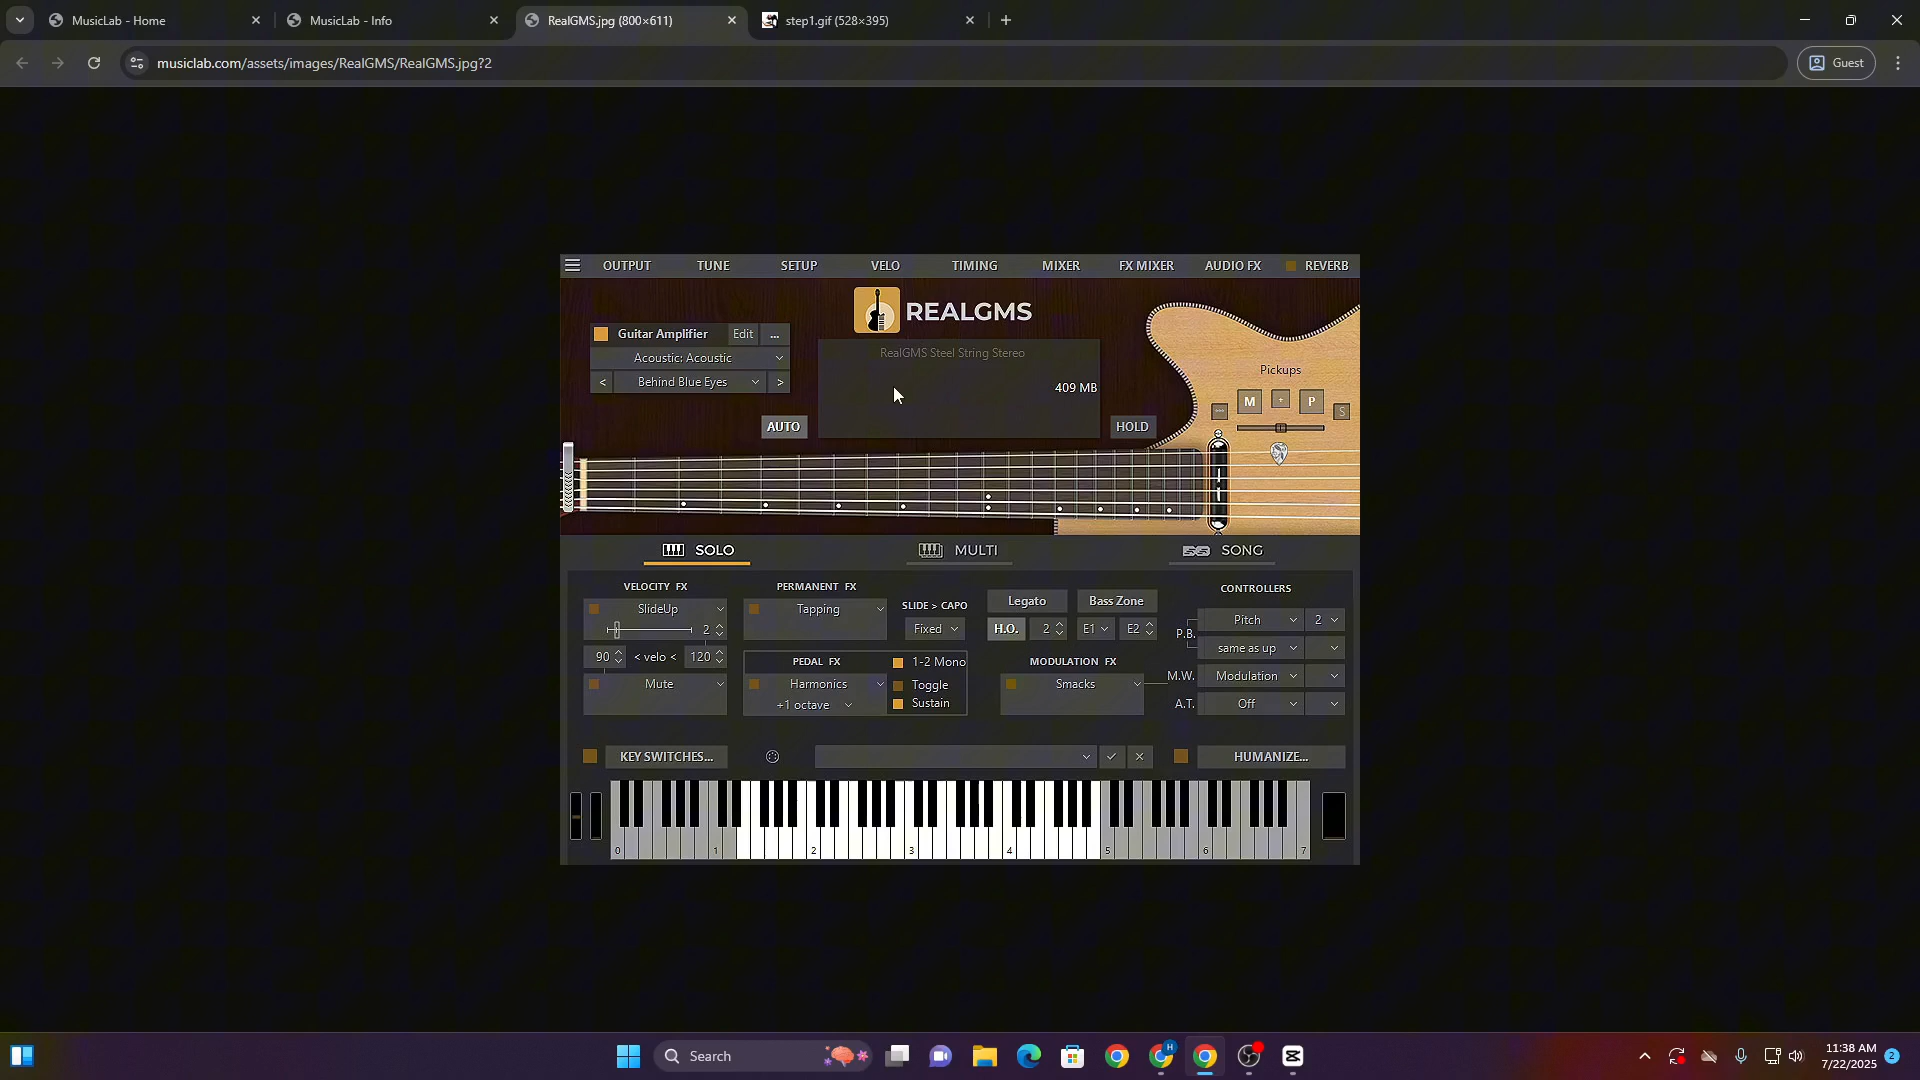 MusicLab - Home
MusicLab - Info
RealGMS.jpg (800×611)
step1.gif (528×395)
musiclab.com/assets/images/RealGMS/RealGMS.jpg?2
Guest
OUTPUT TUNE SETUP VELO TIMING MIXER FX MIXER AUDIO FX REVERB
REALGMS
Guitar Amplifier Edit ...
RealGMS Steel String Stereo
Acoustic: Acoustic
Pickups
< Behind Blue Eyes >
409 MB
M + P S
AUTO
HOLD
SOLO MULTI SONG
VELOCITY FX PERMANENT FX CONTROLLERS
SlideUp Tapping SLIDE > CAPO Legato Bass Zone
Pitch 2
2 Fixed H.O. 2 E1 E2 P.B.
same as up
90 < velo < 120 PEDAL FX 1-2 Mono MODULATION FX
M.W. Modulation
Mute Harmonics Toggle Smacks
+1 octave Sustain A.T. Off
KEY SWITCHES... HUMANIZE...
0 1 2 3 4 5 6 7
Search
H
11:38 AM
7/22/2025
2